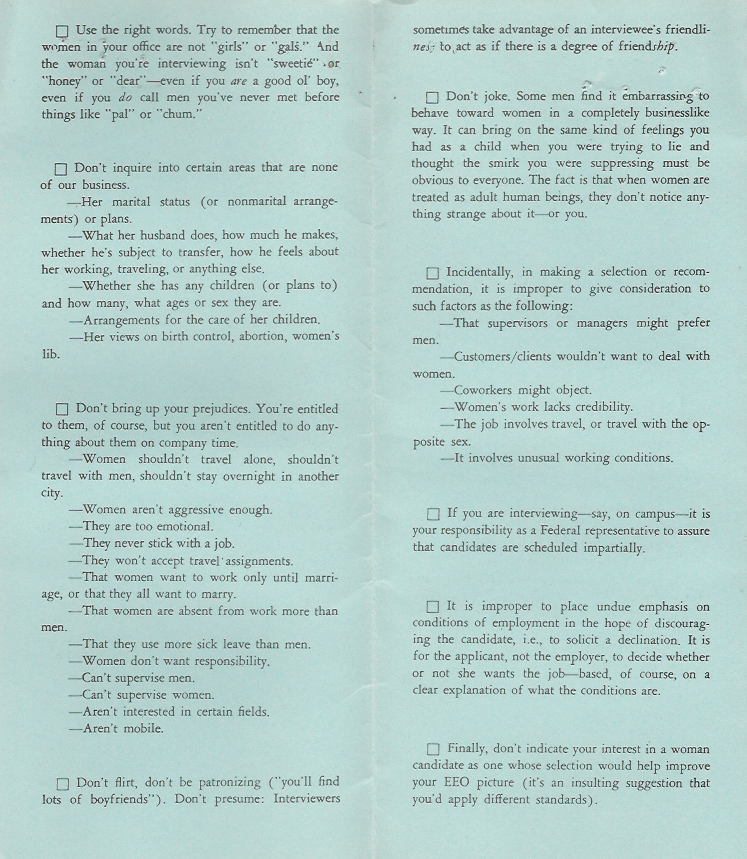 ☐ Use the right words. Try to remember that the
women in your office are not "girls" or "gals." And
the woman you're interviewing isn't "sweetie" or
"honey" or "dear"—even if you are a good ol' boy,
even if you do call men you've never met before
things like "pal" or "chum."
☐ Don't inquire into certain areas that are none
of our business.
—Her marital status (or nonmarital arrange-
ments) or plans.
—What her husband does, how much he makes,
whether he's subject to transfer, how he feels about
her working, traveling, or anything else.
—Whether she has any children (or plans to)
and how many, what ages or sex they are.
—Arrangements for the care of her children.
—Her views on birth control, abortion, women's
lib.
☐ Don't bring up your prejudices. You're entitled
to them, of course, but you aren't entitled to do any-
thing about them on company time.
—Women shouldn't travel alone, shouldn't
travel with men, shouldn't stay overnight in another
city.
—Women aren't aggressive enough.
—They are too emotional.
—They never stick with a job.
—They won't accept travel assignments.
—That women want to work only until marri-
age, or that they all want to marry.
—That women are absent from work more than
men.
—That they use more sick leave than men.
—Women don't want responsibility.
—Can't supervise men.
—Can't supervise women.
—Aren't interested in certain fields.
—Aren't mobile.
☐ Don't flirt, don't be patronizing ("you'll find
lots of boyfriends"). Don't presume: Interviewers
sometimes take advantage of an interviewee's friendli-
ness to act as if there is a degree of friendship.
☐ Don't joke. Some men find it embarrassing to
behave toward women in a completely businesslike
way. It can bring on the same kind of feelings you
had as a child when you were trying to lie and
thought the smirk you were suppressing must be
obvious to everyone. The fact is that when women are
treated as adult human beings, they don't notice any-
thing strange about it—or you.
☐ Incidentally, in making a selection or recom-
mendation, it is improper to give consideration to
such factors as the following:
—That supervisors or managers might prefer
men.
—Customers/clients wouldn't want to deal with
women.
—Coworkers might object.
—Women's work lacks credibility.
—The job involves travel, or travel with the op-
posite sex.
—It involves unusual working conditions.
☐ If you are interviewing—say, on campus—it is
your responsibility as a Federal representative to assure
that candidates are scheduled impartially.
☐ It is improper to place undue emphasis on
conditions of employment in the hope of discourag-
ing the candidate, i.e., to solicit a declination. It is
for the applicant, not the employer, to decide whether
or not she wants the job—based, of course, on a
clear explanation of what the conditions are.
☐ Finally, don't indicate your interest in a woman
candidate as one whose selection would help improve
your EEO picture (it's an insulting suggestion that
you'd apply different standards).